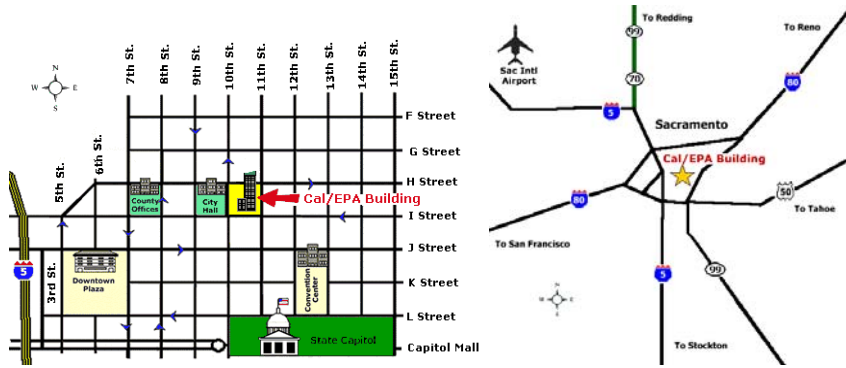 N
W E
S
5th St.
6th St.
7th St.
8th St.
9th St.
10th St.
11th St.
12th St.
13th St.
14th St.
15th St.
F Street
G Street
H Street
County
Offices
City
Hall
Cal/EPA Building
I Street
J Street
5
3rd St.
Downtown
Plaza
Convention
Center
K Street
L Street
State Capitol
Capitol Mall
To Redding
99
To Reno
Sac Intl
Airport
70
80
5
Sacramento
Cal/EPA Building
80
50
To Tahoe
To San Francisco
5
99
N
W E
S
To Stockton